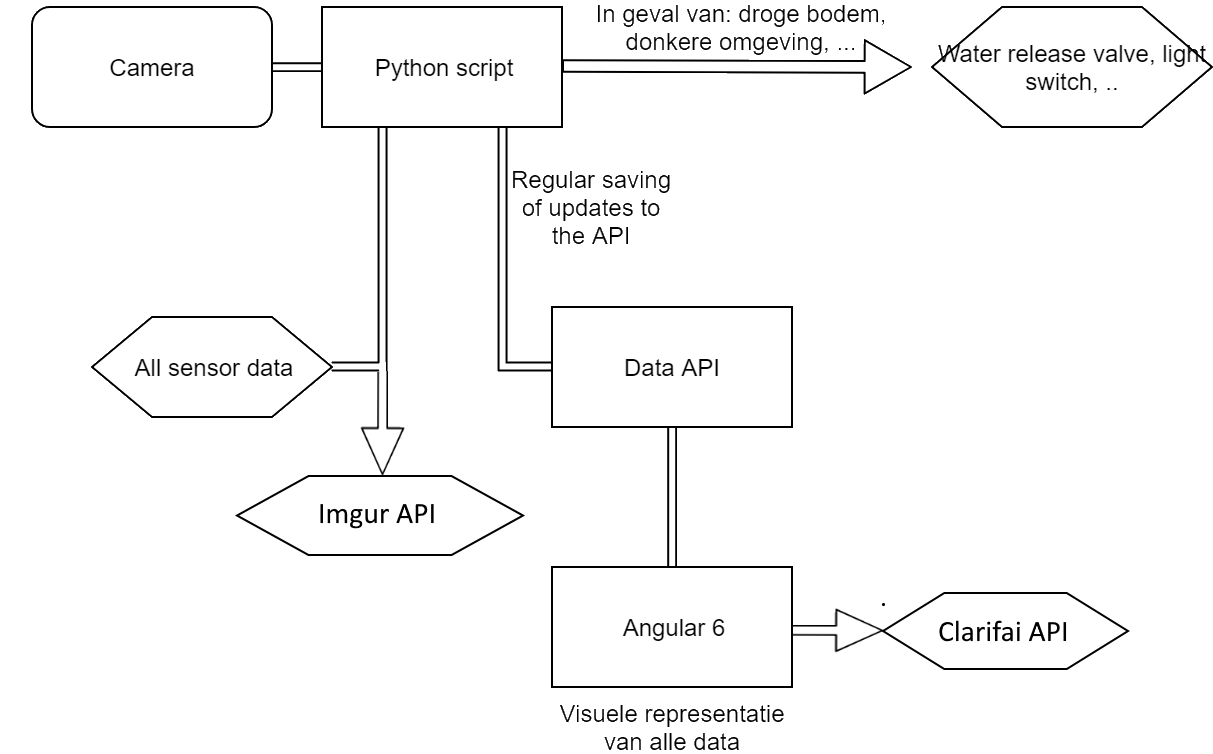 In geval van: droge bodem,
donkere omgeving, ...
Camera
Python script
Water release valve, light
switch, ..
Regular saving
of updates to
the API
All sensor data
Data API
Imgur API
Angular 6
Clarifai API
Visuele representatie
van alle data